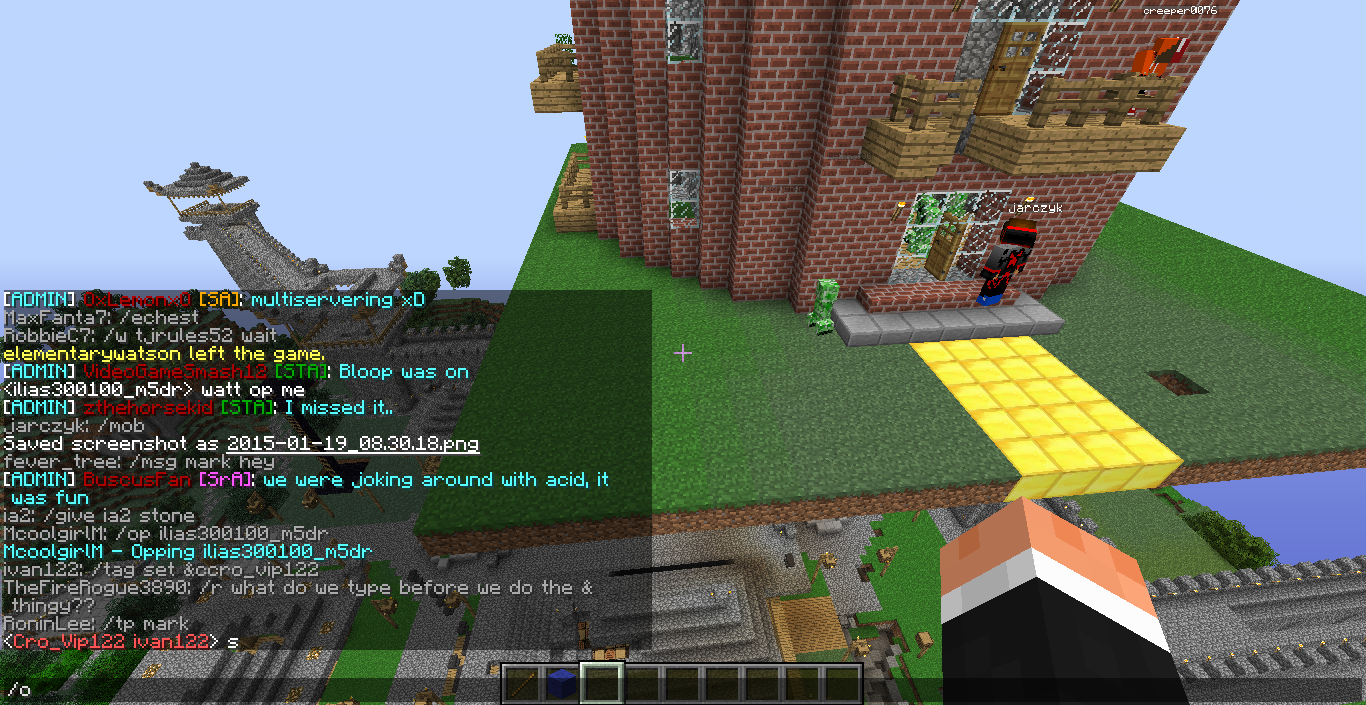 creeper0076
jarczyk
[ADMIN] 0xLemonx0 [SA]: multiservering xD
MaxFanta7: /echest
RobbieC7: /w tjrules52 wait
elementarywatson left the game.
[ADMIN] VideoGameSmash12 [STA]: Bloop was on
<ilias300100_m5dr> watt op me
[ADMIN] zthehorsekid [STA]: I missed it..
jarczyk: /mob
Saved screenshot as 2015-01-19_08.30.18.png
fever_tree: /msg mark hey
[ADMIN] BuscusFan [SrA]: we were joking around with acid, it
was fun
ia2: /give ia2 stone
McoolgirlM: /op ilias300100_m5dr
McoolgirlM - Opping ilias300100_m5dr
ivan122: /tag set &ccro_vip122
TheFireRogue3890: /r what do we type before we do the &
thingy??
RoninLee: /tp mark
<Cro_Vip122 ivan122> s
/o